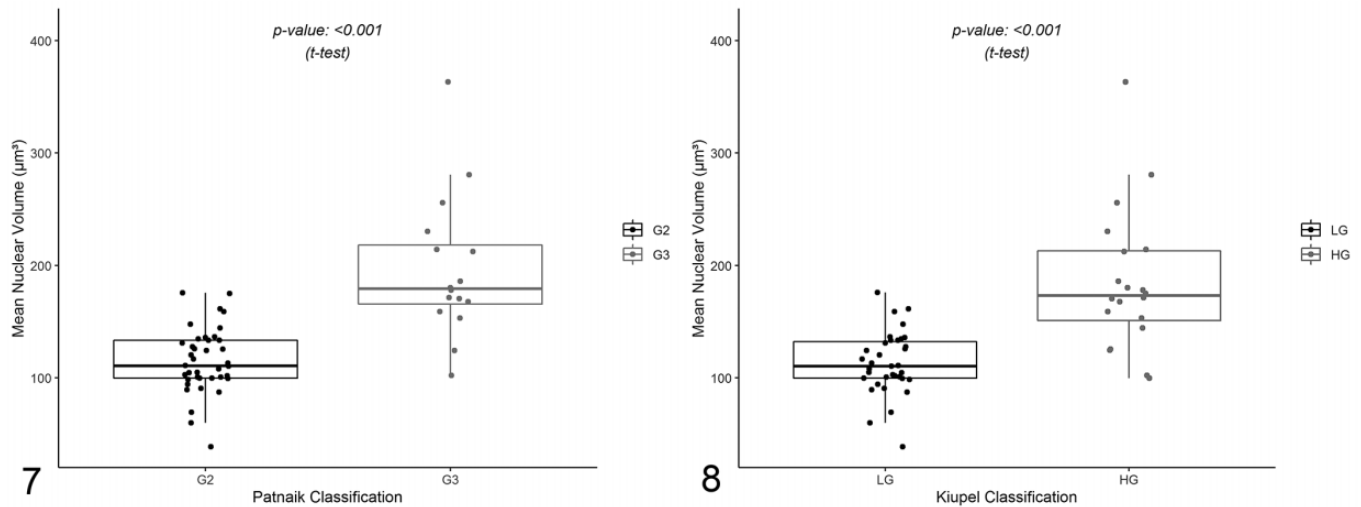 p-value: <0.001
(t-test)
400
300
200
100
Mean Nuclear Volume (µm³)
G2
G3
Patnaik Classification
G2
G3
7
p-value: <0.001
(t-test)
400
300
200
100
Mean Nuclear Volume (µm³)
LG
HG
Kiupel Classification
LG
HG
8